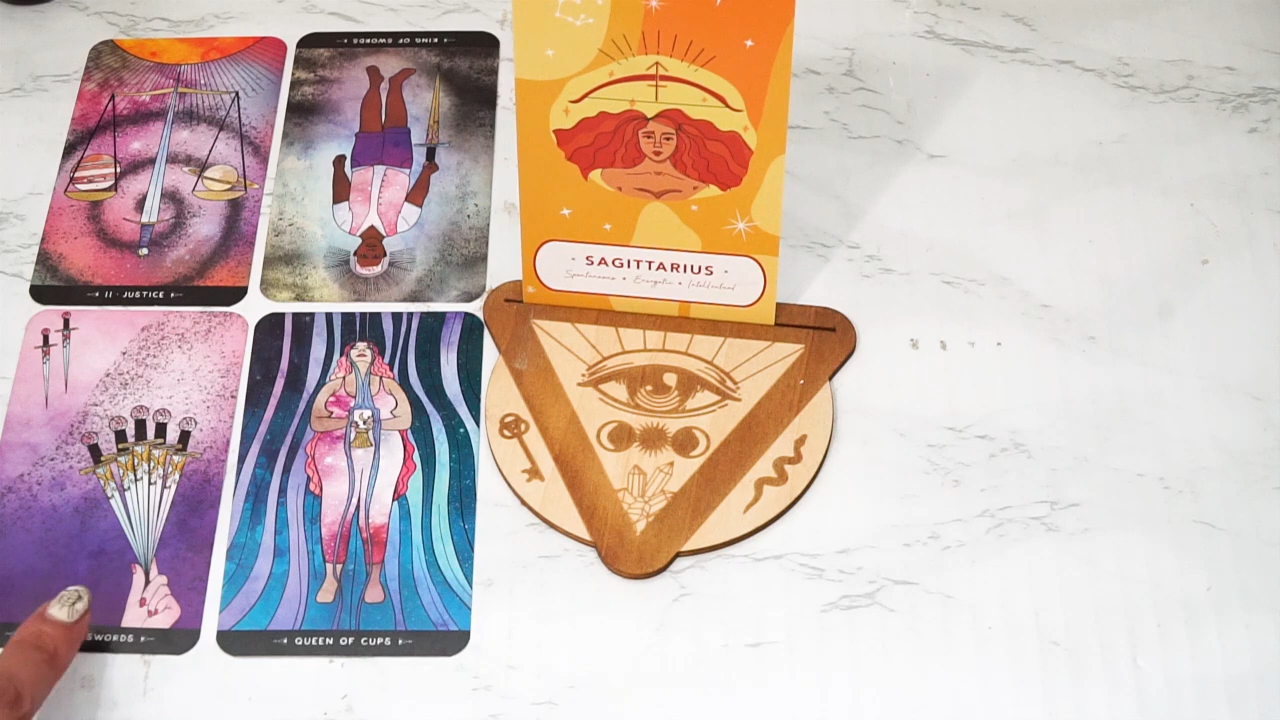 II · JUSTICE
KING OF SWORDS
SAGITTARIUS
Spontaneous • Energetic • Intellectual
SWORDS
QUEEN OF CUPS